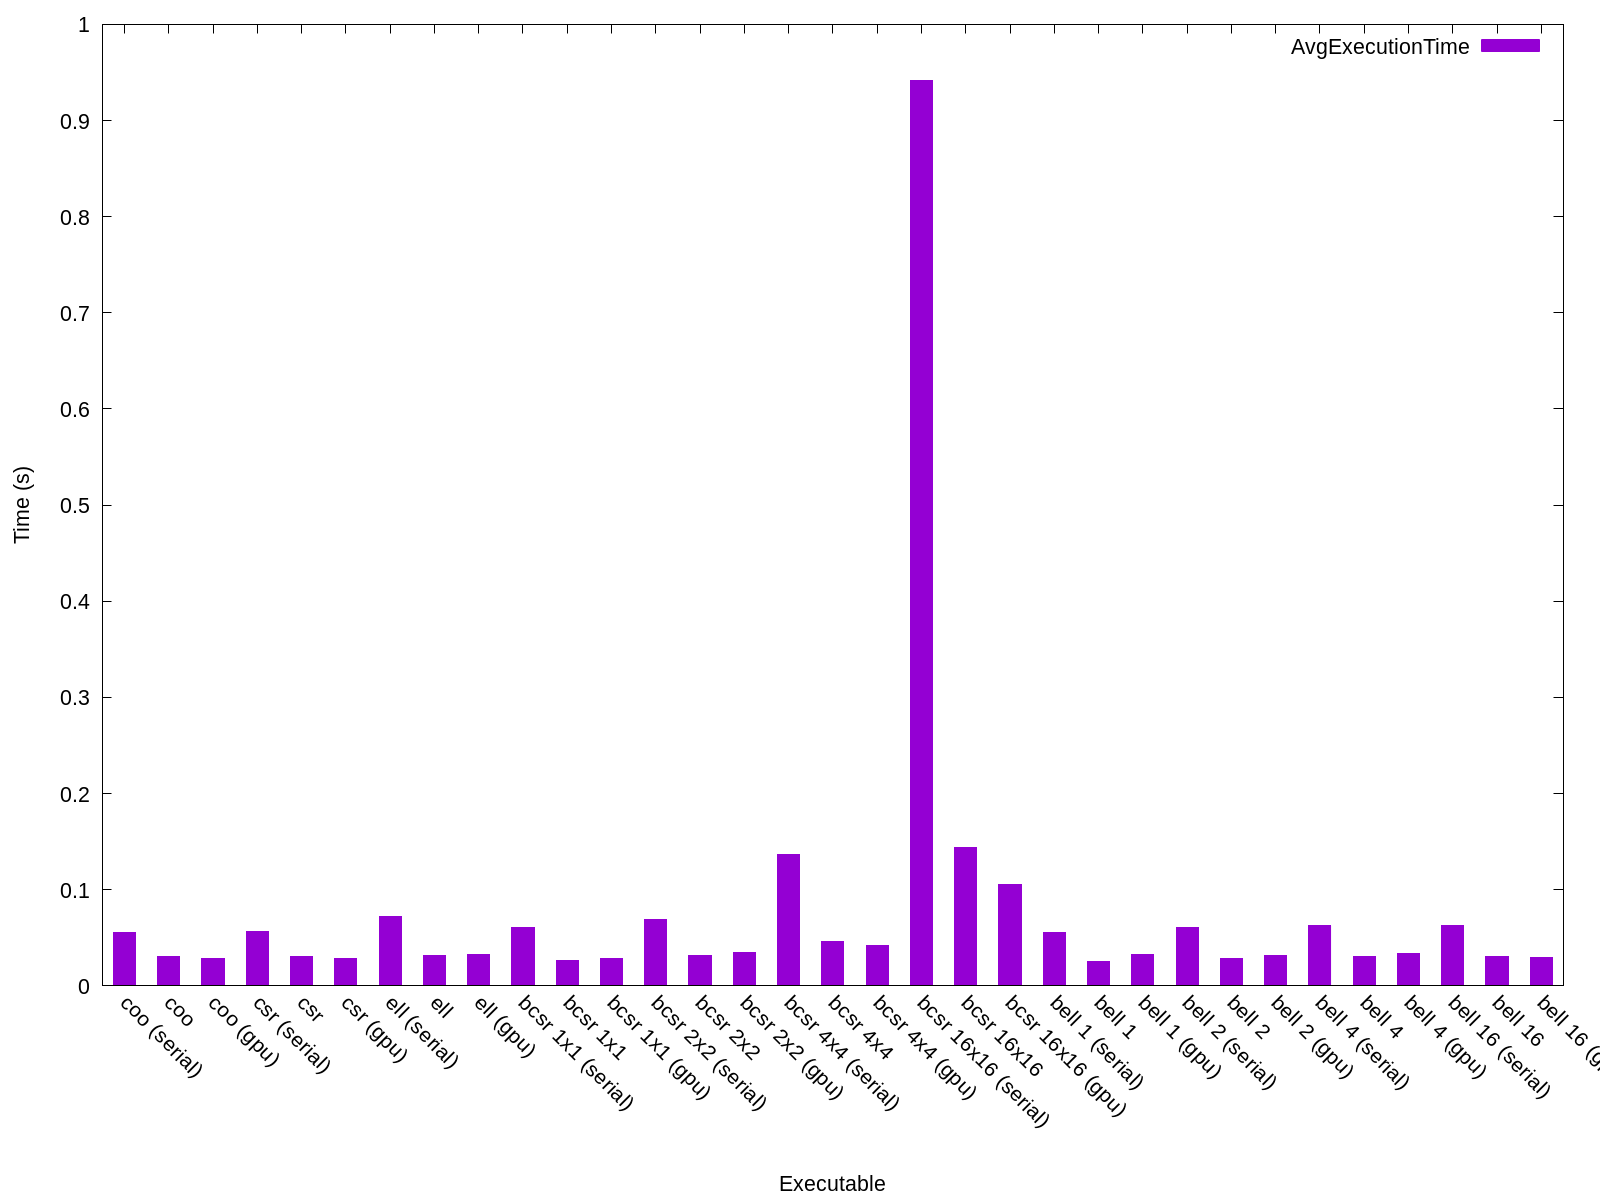 AvgExecutionTime
1
0.9
0.8
0.7
0.6
0.5
0.4
0.3
0.2
0.1
0
Time (s)
coo (serial)
coo
coo (gpu)
csr (serial)
csr
csr (gpu)
ell (serial)
ell
ell (gpu)
bcsr 1x1 (serial)
bcsr 1x1
bcsr 1x1 (gpu)
bcsr 2x2 (serial)
bcsr 2x2
bcsr 2x2 (gpu)
bcsr 4x4 (serial)
bcsr 4x4
bcsr 4x4 (gpu)
bcsr 16x16 (serial)
bcsr 16x16
bcsr 16x16 (gpu)
bell 1 (serial)
bell 1
bell 1 (gpu)
bell 2 (serial)
bell 2
bell 2 (gpu)
bell 4 (serial)
bell 4
bell 4 (gpu)
bell 16 (serial)
bell 16
bell 16
Executable